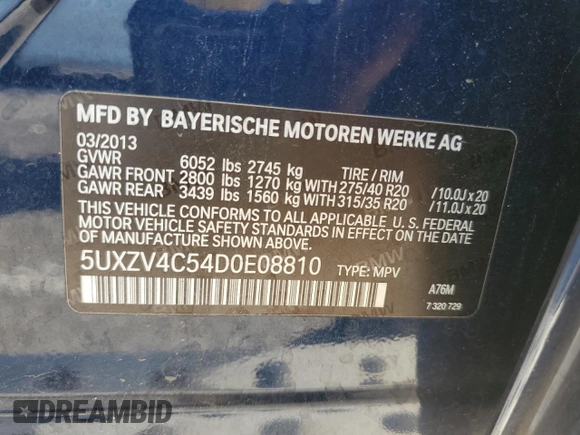 MFD BY BAYERISCHE MOTOREN WERKE AG
03/2013
GVWR 6052 lbs 2745 kg TIRE / RIM
GAWR FRONT 2800 lbs 1270 kg WITH 275/40 R20 /10.0J x 20
GAWR REAR 3439 lbs 1560 kg WITH 315/35 R20 /11.0J x 20
THIS VEHICLE CONFORMS TO ALL APPLICABLE U. S. FEDERAL
MOTOR VEHICLE SAFETY STANDARDS IN EFFECT ON THE DATE
OF MANUFACTURE SHOWN ABOVE.
5UXZV4C54D0E08810 TYPE: MPV
A76M
7 320 729
DREAMBID